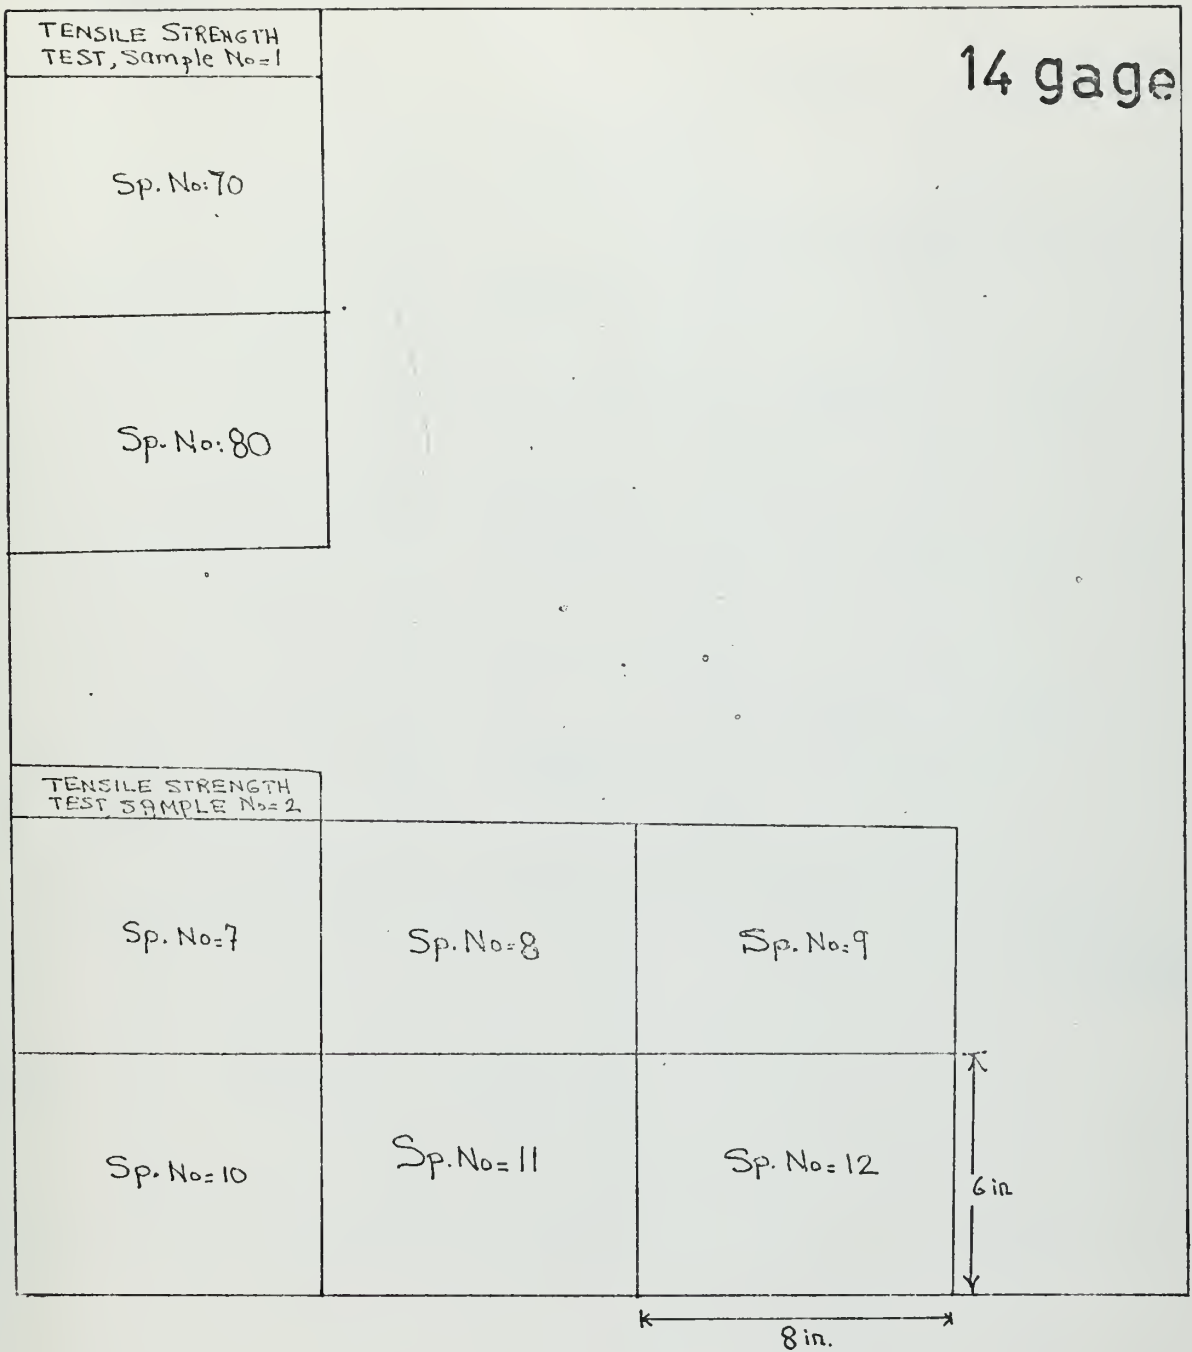 TENSILE STRENGTH
TEST, Sample No=1
14 gage
Sp. No:70
Sp. No:80
TENSILE STRENGTH
TEST SAMPLE No=2
Sp. No=7
Sp. No=8
Sp. No=9
Sp. No=10
Sp. No=11
Sp. No=12
6 in
8 in.